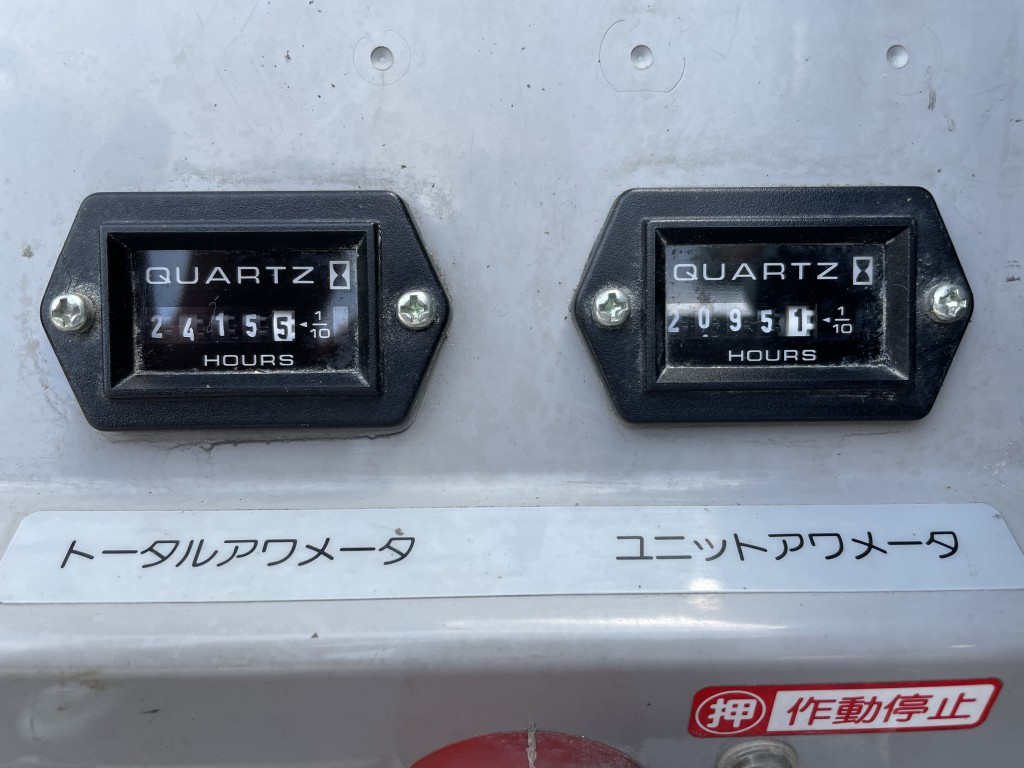 QUARTZ
24155 1/10
HOURS
QUARTZ
20951 1/10
HOURS
トータルアワメータ
ユニットアワメータ
押 作動停止